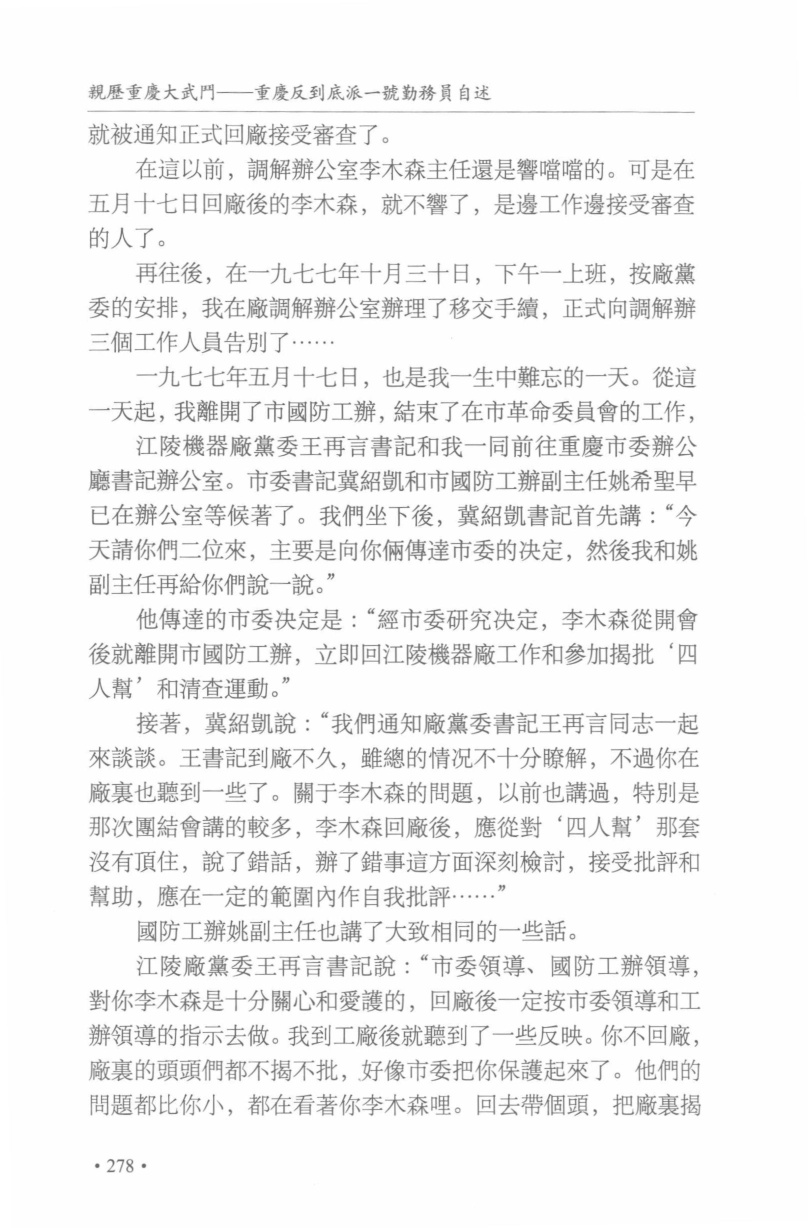 親歷重慶大武鬥——重慶反到底派一號勤務員自述
就被通知正式回廠接受審查了。
在這以前，調解辦公室李木森主任還是響噹噹的。可是在
五月十七日回廠後的李木森，就不響了，是邊工作邊接受審查
的人了。
再往後，在一九七七年十月三十日，下午一上班，按廠黨
委的安排，我在廠調解辦公室辦理了移交手續，正式向調解辦
三個工作人員告別了……
一九七七年五月十七日，也是我一生中難忘的一天。從這
一天起，我離開了市國防工辦，結束了在市革命委員會的工作，
江陵機器廠黨委王再言書記和我一同前往重慶市委辦公
廳書記辦公室。市委書記冀紹凱和市國防工辦副主任姚希聖早
已在辦公室等候著了。我們坐下後，冀紹凱書記首先講：“今
天請你們二位來，主要是向你倆傳達市委的決定，然後我和姚
副主任再給你們說一說。”
他傳達的市委決定是：“經市委研究決定，李木森從開會
後就離開市國防工辦，立即回江陵機器廠工作和參加揭批‘四
人幫’和清查運動。”
接著，冀紹凱說：“我們通知廠黨委書記王再言同志一起
來談談。王書記到廠不久，雖總的情況不十分瞭解，不過你在
廠裏也聽到一些了。關于李木森的問題，以前也講過，特別是
那次團結會講的較多，李木森回廠後，應從對‘四人幫’那套
沒有頂住，說了錯話，辦了錯事這方面深刻檢討，接受批評和
幫助，應在一定的範圍內作自我批評……”
國防工辦姚副主任也講了大致相同的一些話。
江陵廠黨委王再言書記說：“市委領導、國防工辦領導，
對你李木森是十分關心和愛護的，回廠後一定按市委領導和工
辦領導的指示去做。我到工廠後就聽到了一些反映。你不回廠，
廠裏的頭頭們都不揭不批，好像市委把你保護起來了。他們的
問題都比你小，都在看著你李木森哩。回去帶個頭，把廠裏揭
·278·